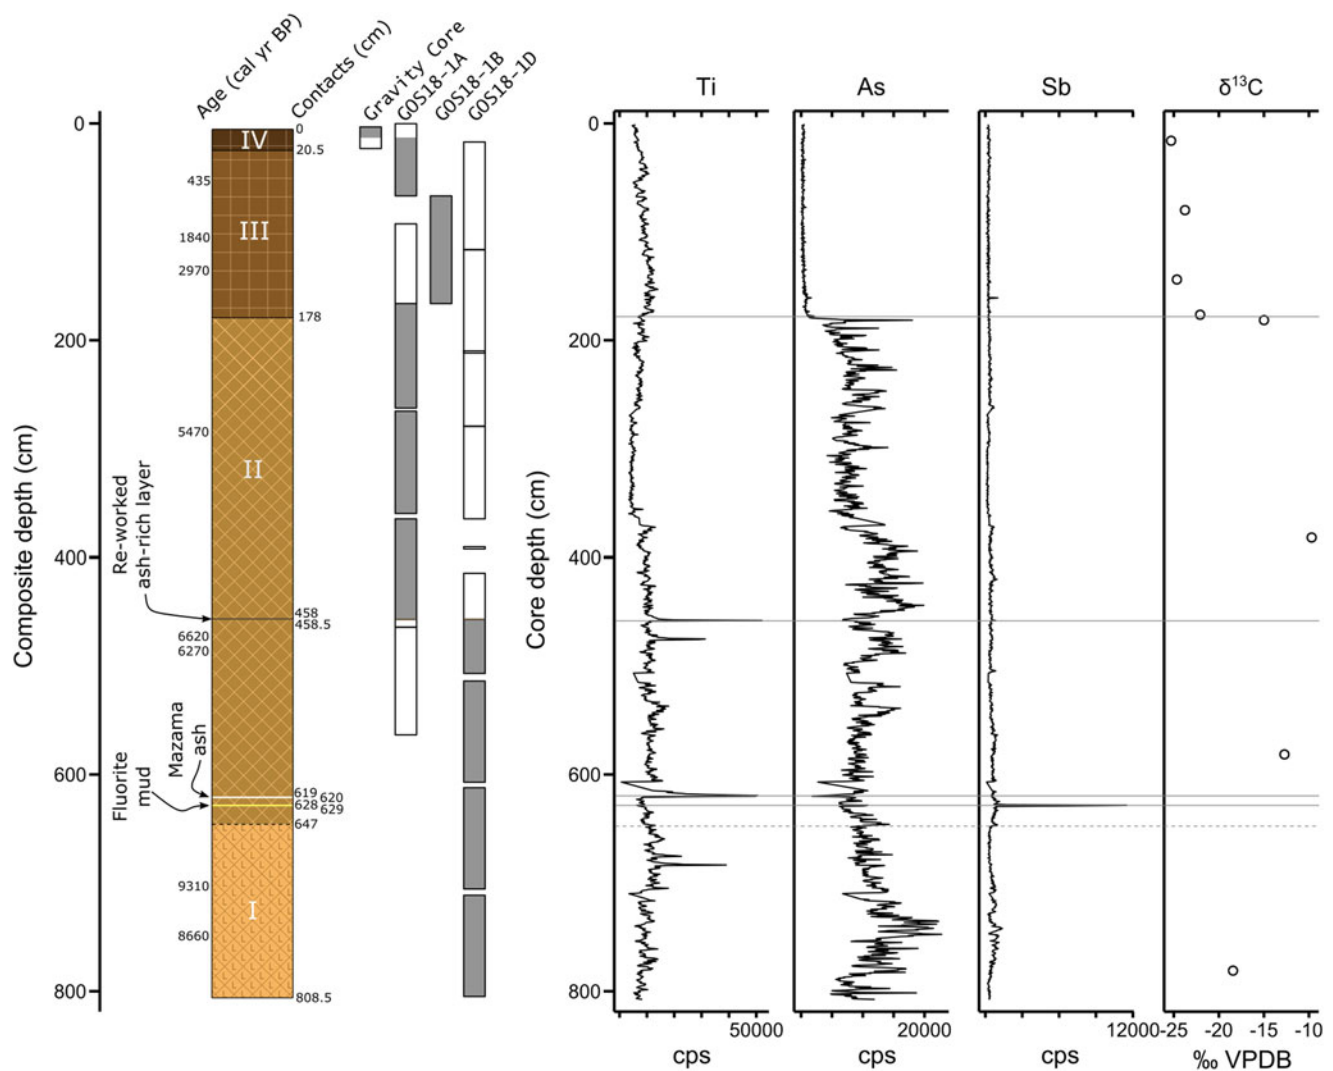 Age (cal yr BP)
Contacts (cm)
Gravity Core
GOS18-1A
GOS18-1B
GOS18-1D
Composite depth (cm)
0
200
400
600
800
Re-worked
ash-rich layer
Mazama
ash
Fluorite
mud
435
1840
2970
5470
6620
6270
9310
8660
IV
III
II
I
0
20.5
178
458
458.5
619
620
628
629
647
808.5
Core depth (cm)
0
200
400
600
800
Ti
As
Sb
δ13C
50000
20000
12000
-25
-20
-15
-10
cps
cps
cps
‰ VPDB